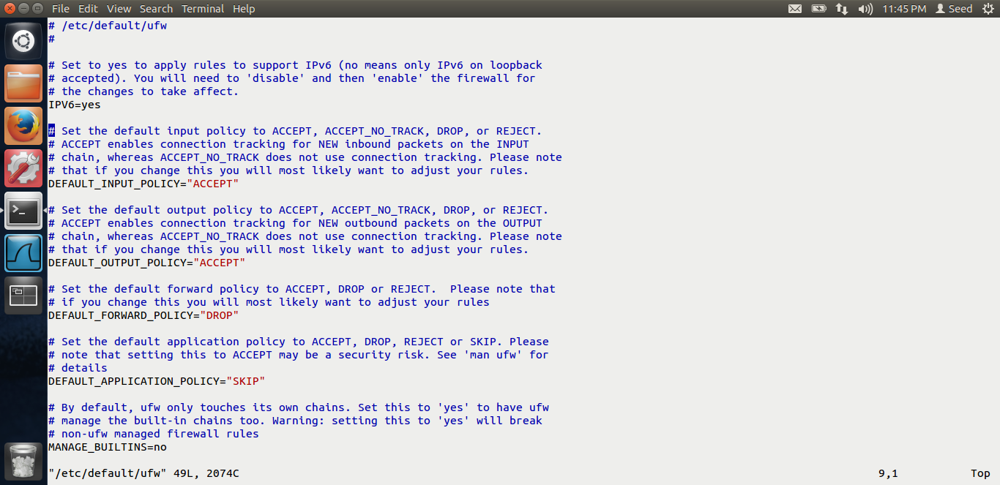 File Edit View Search Terminal Help 11:45 PM Seed
# /etc/default/ufw
#
# Set to yes to apply rules to support IPv6 (no means only IPv6 on loopback
# accepted). You will need to 'disable' and then 'enable' the firewall for
# the changes to take affect.
IPV6=yes
# Set the default input policy to ACCEPT, ACCEPT_NO_TRACK, DROP, or REJECT.
# ACCEPT enables connection tracking for NEW inbound packets on the INPUT
# chain, whereas ACCEPT_NO_TRACK does not use connection tracking. Please note
# that if you change this you will most likely want to adjust your rules.
DEFAULT_INPUT_POLICY="ACCEPT"
# Set the default output policy to ACCEPT, ACCEPT_NO_TRACK, DROP, or REJECT.
# ACCEPT enables connection tracking for NEW outbound packets on the OUTPUT
# chain, whereas ACCEPT_NO_TRACK does not use connection tracking. Please note
# that if you change this you will most likely want to adjust your rules.
DEFAULT_OUTPUT_POLICY="ACCEPT"
# Set the default forward policy to ACCEPT, DROP or REJECT.  Please note that
# if you change this you will most likely want to adjust your rules
DEFAULT_FORWARD_POLICY="DROP"
# Set the default application policy to ACCEPT, DROP, REJECT or SKIP. Please
# note that setting this to ACCEPT may be a security risk. See 'man ufw' for
# details
DEFAULT_APPLICATION_POLICY="SKIP"
# By default, ufw only touches its own chains. Set this to 'yes' to have ufw
# manage the built-in chains too. Warning: setting this to 'yes' will break
# non-ufw managed firewall rules
MANAGE_BUILTINS=no
"/etc/default/ufw" 49L, 2074C 9,1 Top